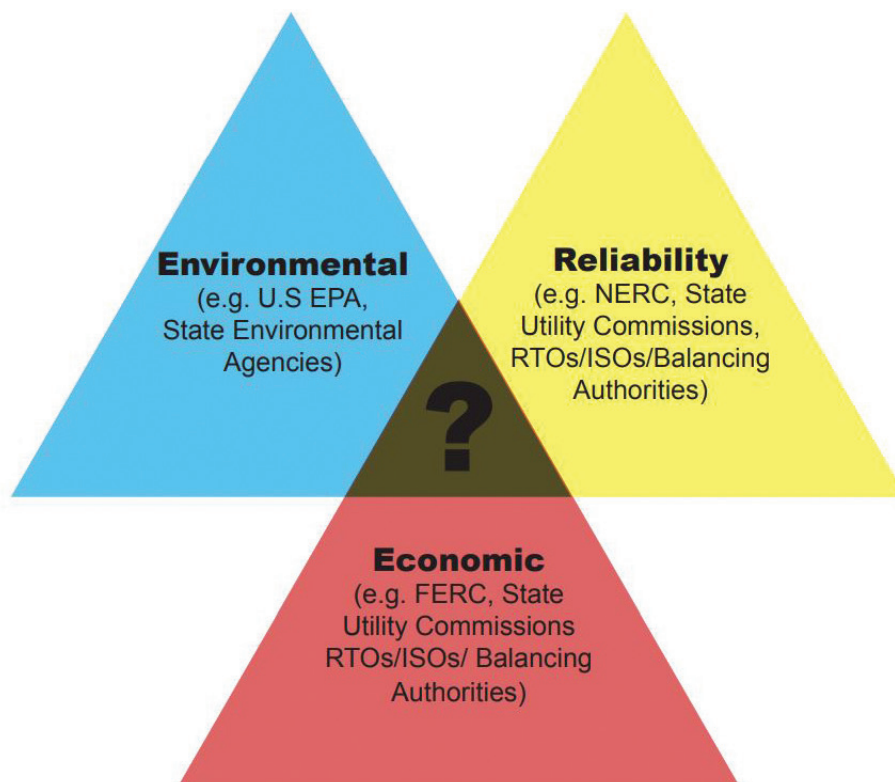 Environmental
(e.g. U.S EPA,
State Environmental
Agencies)
Reliability
(e.g. NERC, State
Utility Commissions,
RTOs/ISOs/Balancing
Authorities)
?
Economic
(e.g. FERC, State
Utility Commissions
RTOs/ISOs/ Balancing
Authorities)